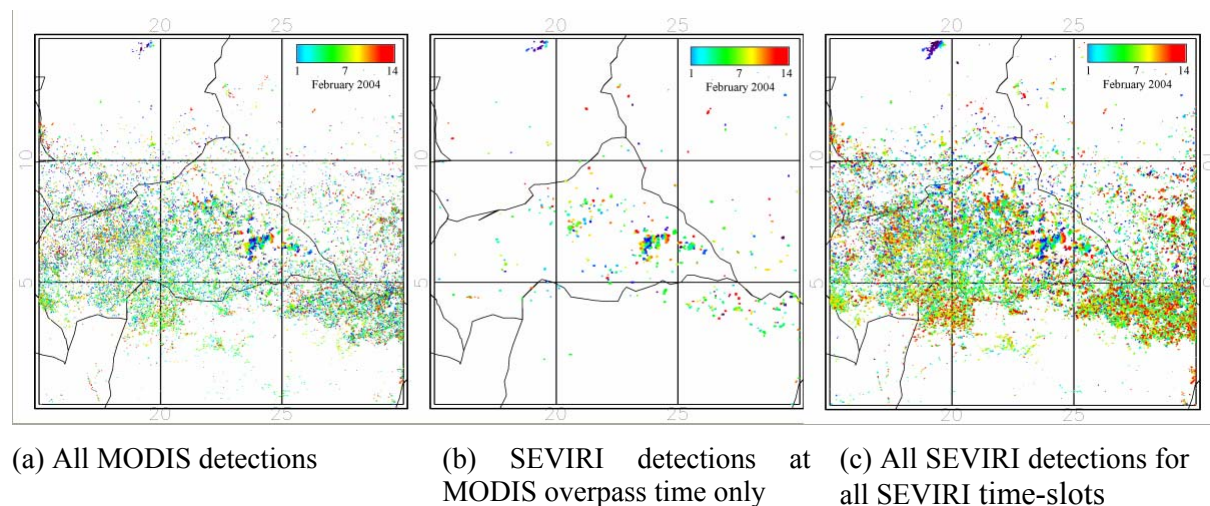 20 25 20 25 20 25
1 7 14 1 7 14 1 7 14
February 2004 February 2004 February 2004
10 10 10
5 5 5
20 25 20 25 20 25
(a) All MODIS detections
(b) SEVIRI detections at
MODIS overpass time only
(c) All SEVIRI detections for
all SEVIRI time-slots